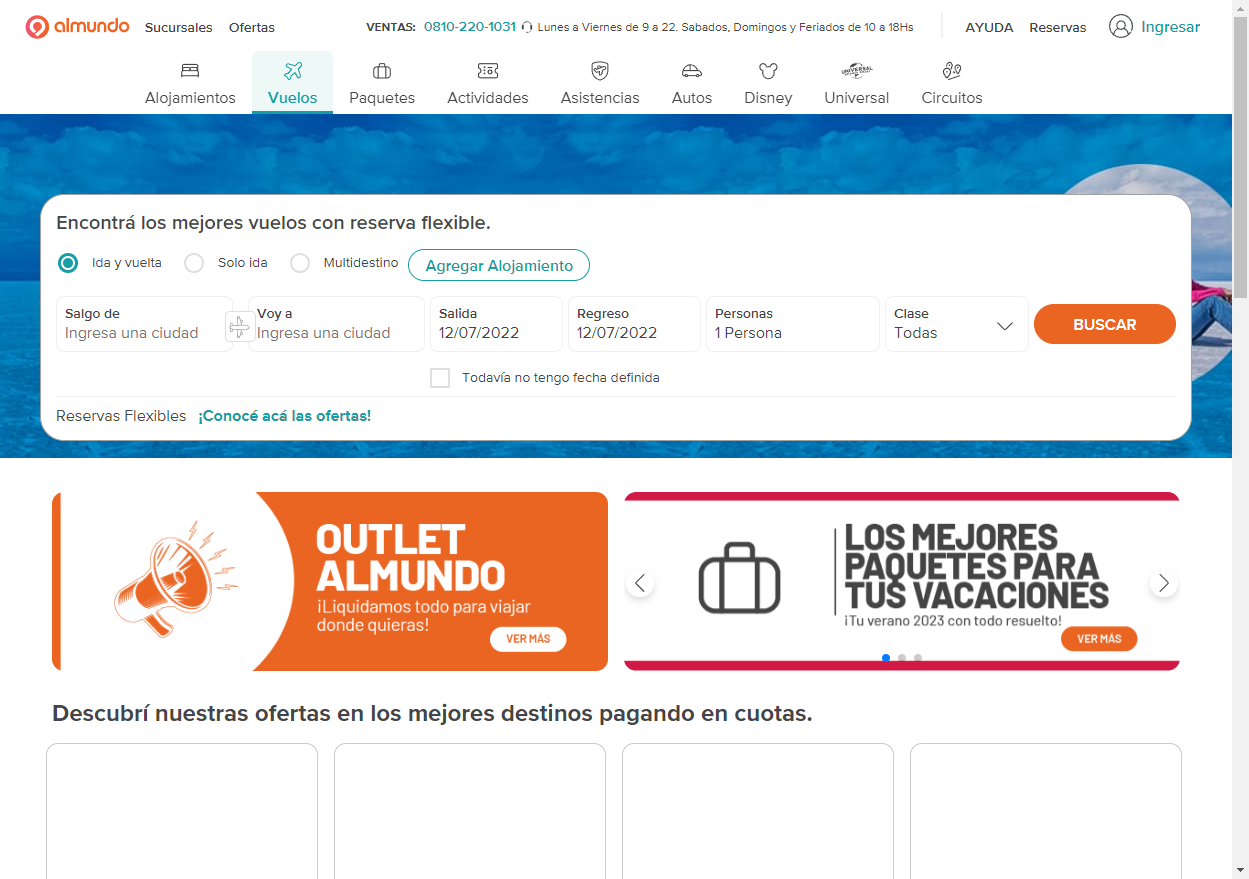 almundo Sucursales Ofertas VENTAS: 0810-220-1031 Lunes a Viernes de 9 a 22. Sabados, Domingos y Feriados de 10 a 18Hs AYUDA Reservas Ingresar
Alojamientos Vuelos Paquetes Actividades Asistencias Autos Disney Universal Circuitos
Encontrá los mejores vuelos con reserva flexible.
Ida y vuelta Solo ida Multidestino Agregar Alojamiento
Salgo de Voy a Salida Regreso Personas Clase
Ingresa una ciudad Ingresa una ciudad 12/07/2022 12/07/2022 1 Persona Todas BUSCAR
Todavía no tengo fecha definida
Reservas Flexibles ¡Conocé acá las ofertas!
OUTLET
ALMUNDO
¡Liquidamos todo para viajar
donde quieras!
VER MÁS
LOS MEJORES
PAQUETES PARA
TUS VACACIONES
¡Tu verano 2023 con todo resuelto!
VER MÁS
Descubrí nuestras ofertas en los mejores destinos pagando en cuotas.